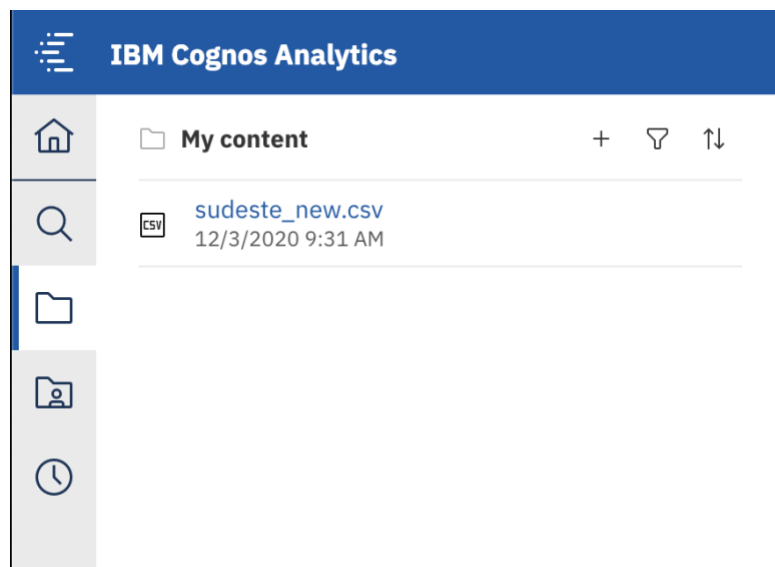 IBM Cognos Analytics
My content
CSV
sudeste_new.csv
12/3/2020 9:31 AM